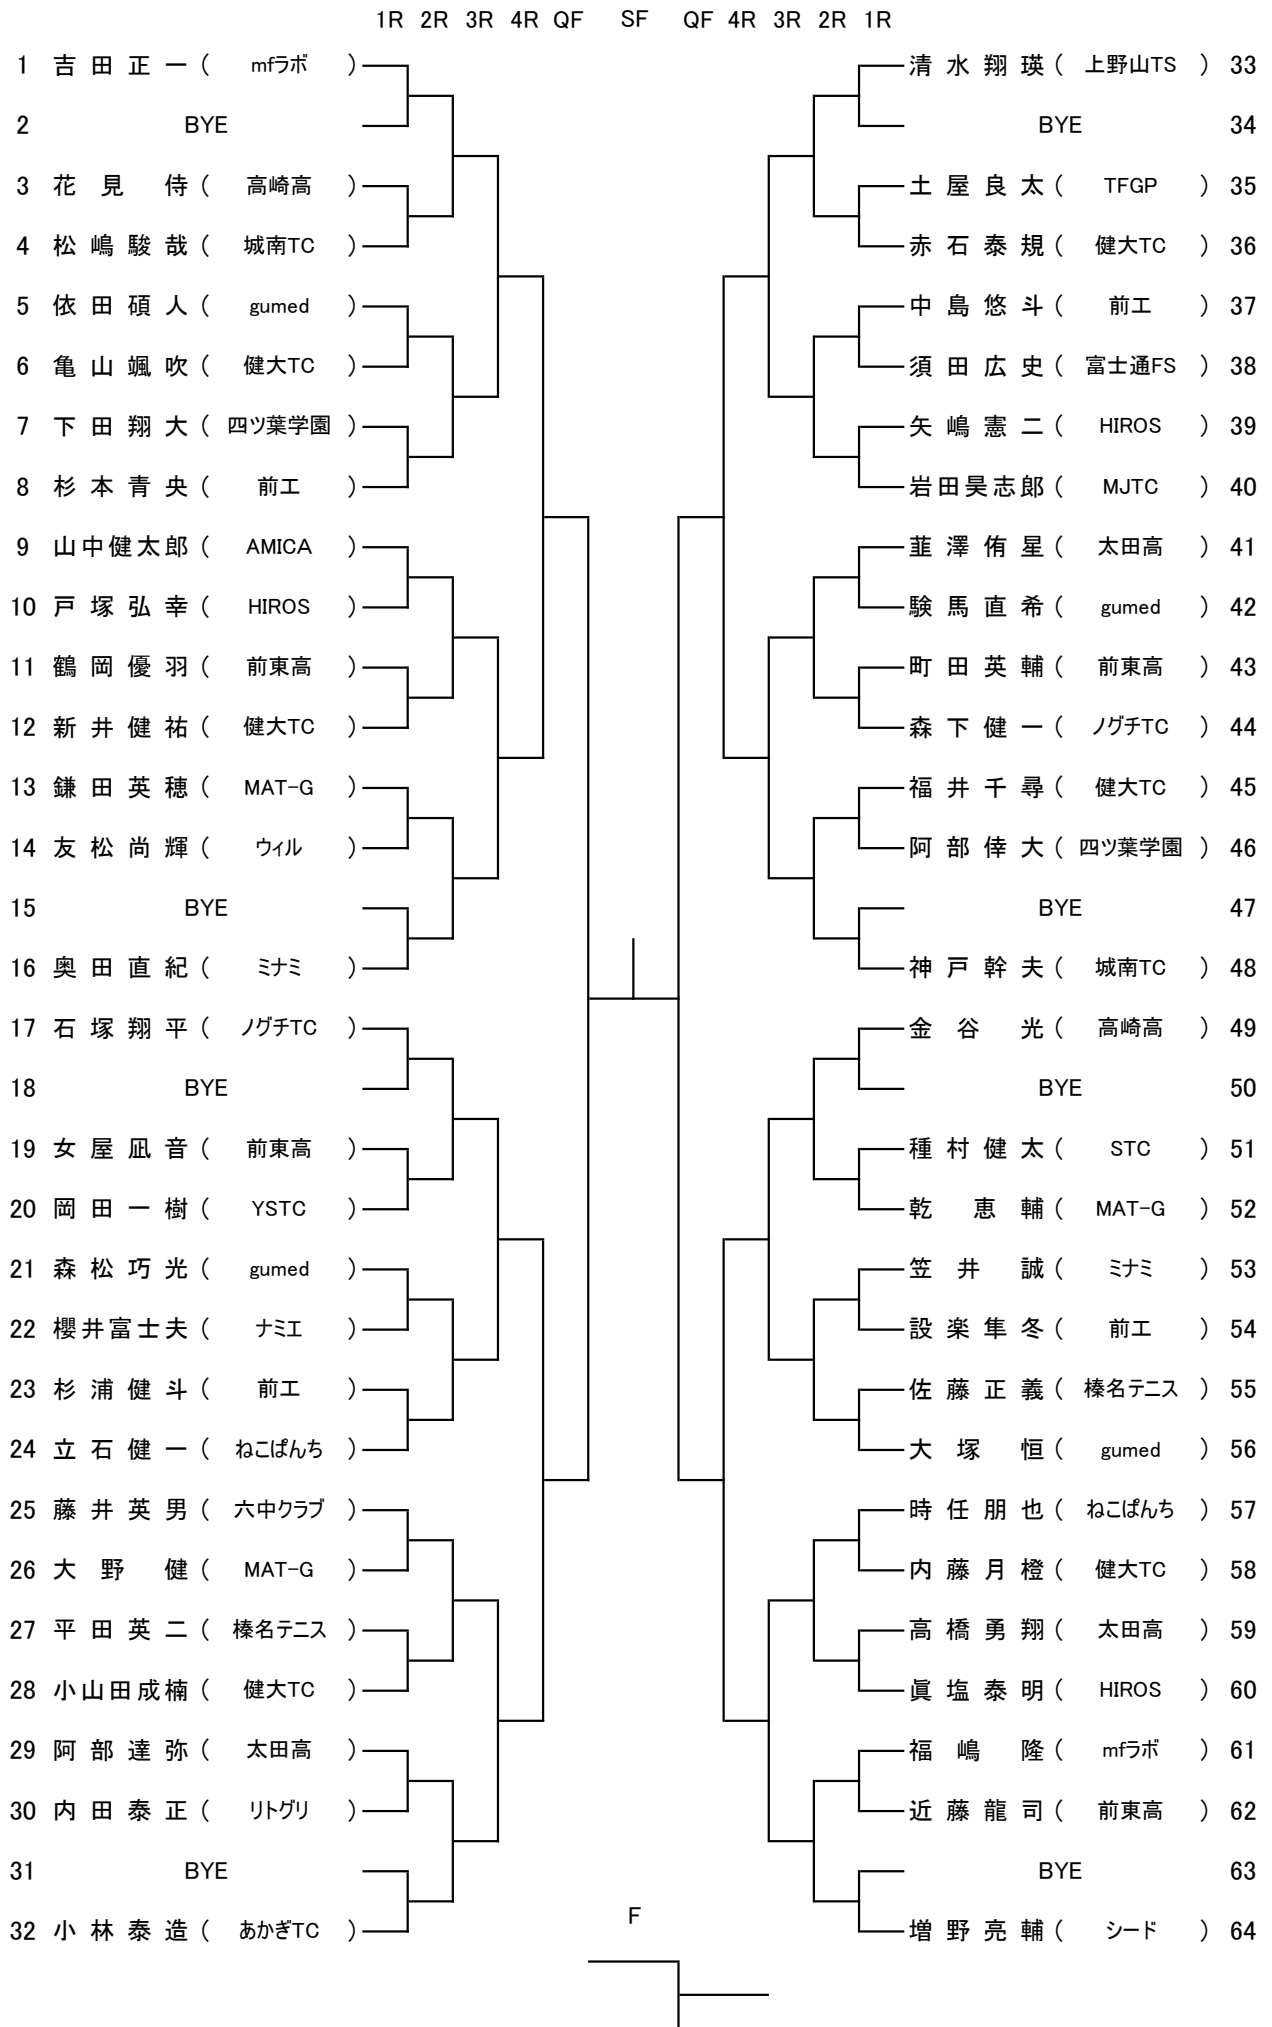 1R 2R 3R 4R QF SF QF 4R 3R 2R 1R
1 吉田正一 ( mfラボ ) 清水翔瑛 ( 上野山TS ) 33
2 BYE BYE 34
3 花見侍 ( 高崎高 ) 土屋良太 ( TFGP ) 35
4 松嶋駿哉 ( 城南TC ) 赤石泰規 ( 健大TC ) 36
5 依田碩人 ( gumed ) 中島悠斗 ( 前工 ) 37
6 亀山颯吹 ( 健大TC ) 須田広史 ( 富士通FS ) 38
7 下田翔大 ( 四ツ葉学園 ) 矢嶋憲二 ( HIROS ) 39
8 杉本青央 ( 前工 ) 岩田昊志郎 ( MJTC ) 40
9 山中健太郎 ( AMICA ) 韮澤侑星 ( 太田高 ) 41
10 戸塚弘幸 ( HIROS ) 験馬直希 ( gumed ) 42
11 鶴岡優羽 ( 前東高 ) 町田英輔 ( 前東高 ) 43
12 新井健祐 ( 健大TC ) 森下健一 ( ノグチTC ) 44
13 鎌田英穂 ( MAT-G ) 福井千尋 ( 健大TC ) 45
14 友松尚輝 ( ウィル ) 阿部倖大 ( 四ツ葉学園 ) 46
15 BYE BYE 47
16 奥田直紀 ( ミナミ ) 神戸幹夫 ( 城南TC ) 48
17 石塚翔平 ( ノグチTC ) 金谷光 ( 高崎高 ) 49
18 BYE BYE 50
19 女屋凪音 ( 前東高 ) 種村健太 ( STC ) 51
20 岡田一樹 ( YSTC ) 乾恵輔 ( MAT-G ) 52
21 森松巧光 ( gumed ) 笠井誠 ( ミナミ ) 53
22 櫻井富士夫 ( ナミエ ) 設楽隼冬 ( 前工 ) 54
23 杉浦健斗 ( 前工 ) 佐藤正義 ( 榛名テニス ) 55
24 立石健一 ( ねこぱんち ) 大塚恒 ( gumed ) 56
25 藤井英男 ( 六中クラブ ) 時任朋也 ( ねこぱんち ) 57
26 大野健 ( MAT-G ) 内藤月橙 ( 健大TC ) 58
27 平田英二 ( 榛名テニス ) 高橋勇翔 ( 太田高 ) 59
28 小山田成楠 ( 健大TC ) 眞塩泰明 ( HIROS ) 60
29 阿部達弥 ( 太田高 ) 福嶋隆 ( mfラボ ) 61
30 内田泰正 ( リトグリ ) 近藤龍司 ( 前東高 ) 62
31 BYE BYE 63
32 小林泰造 ( あかぎTC ) 増野亮輔 ( シード ) 64
F